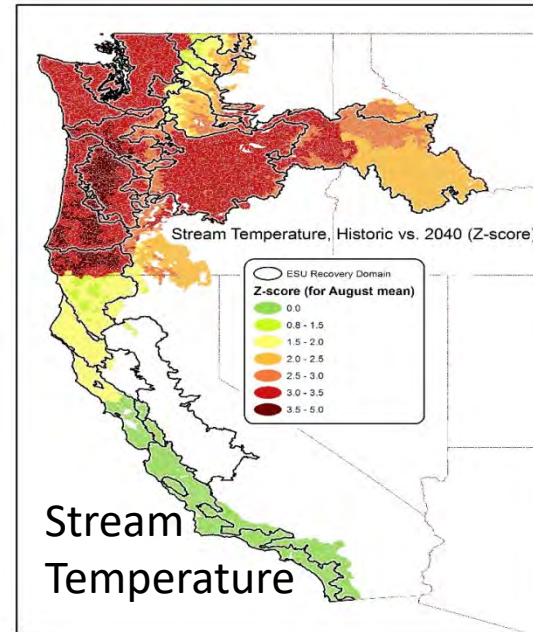 Stream Temperature, Historic vs. 2040 (Z-score)
ESU Recovery Domain
Z-score (for August mean)
0.0
0.8 - 1.5
1.5 - 2.0
2.0 - 2.5
2.5 - 3.0
3.0 - 3.5
3.5 - 5.0
Stream
Temperature